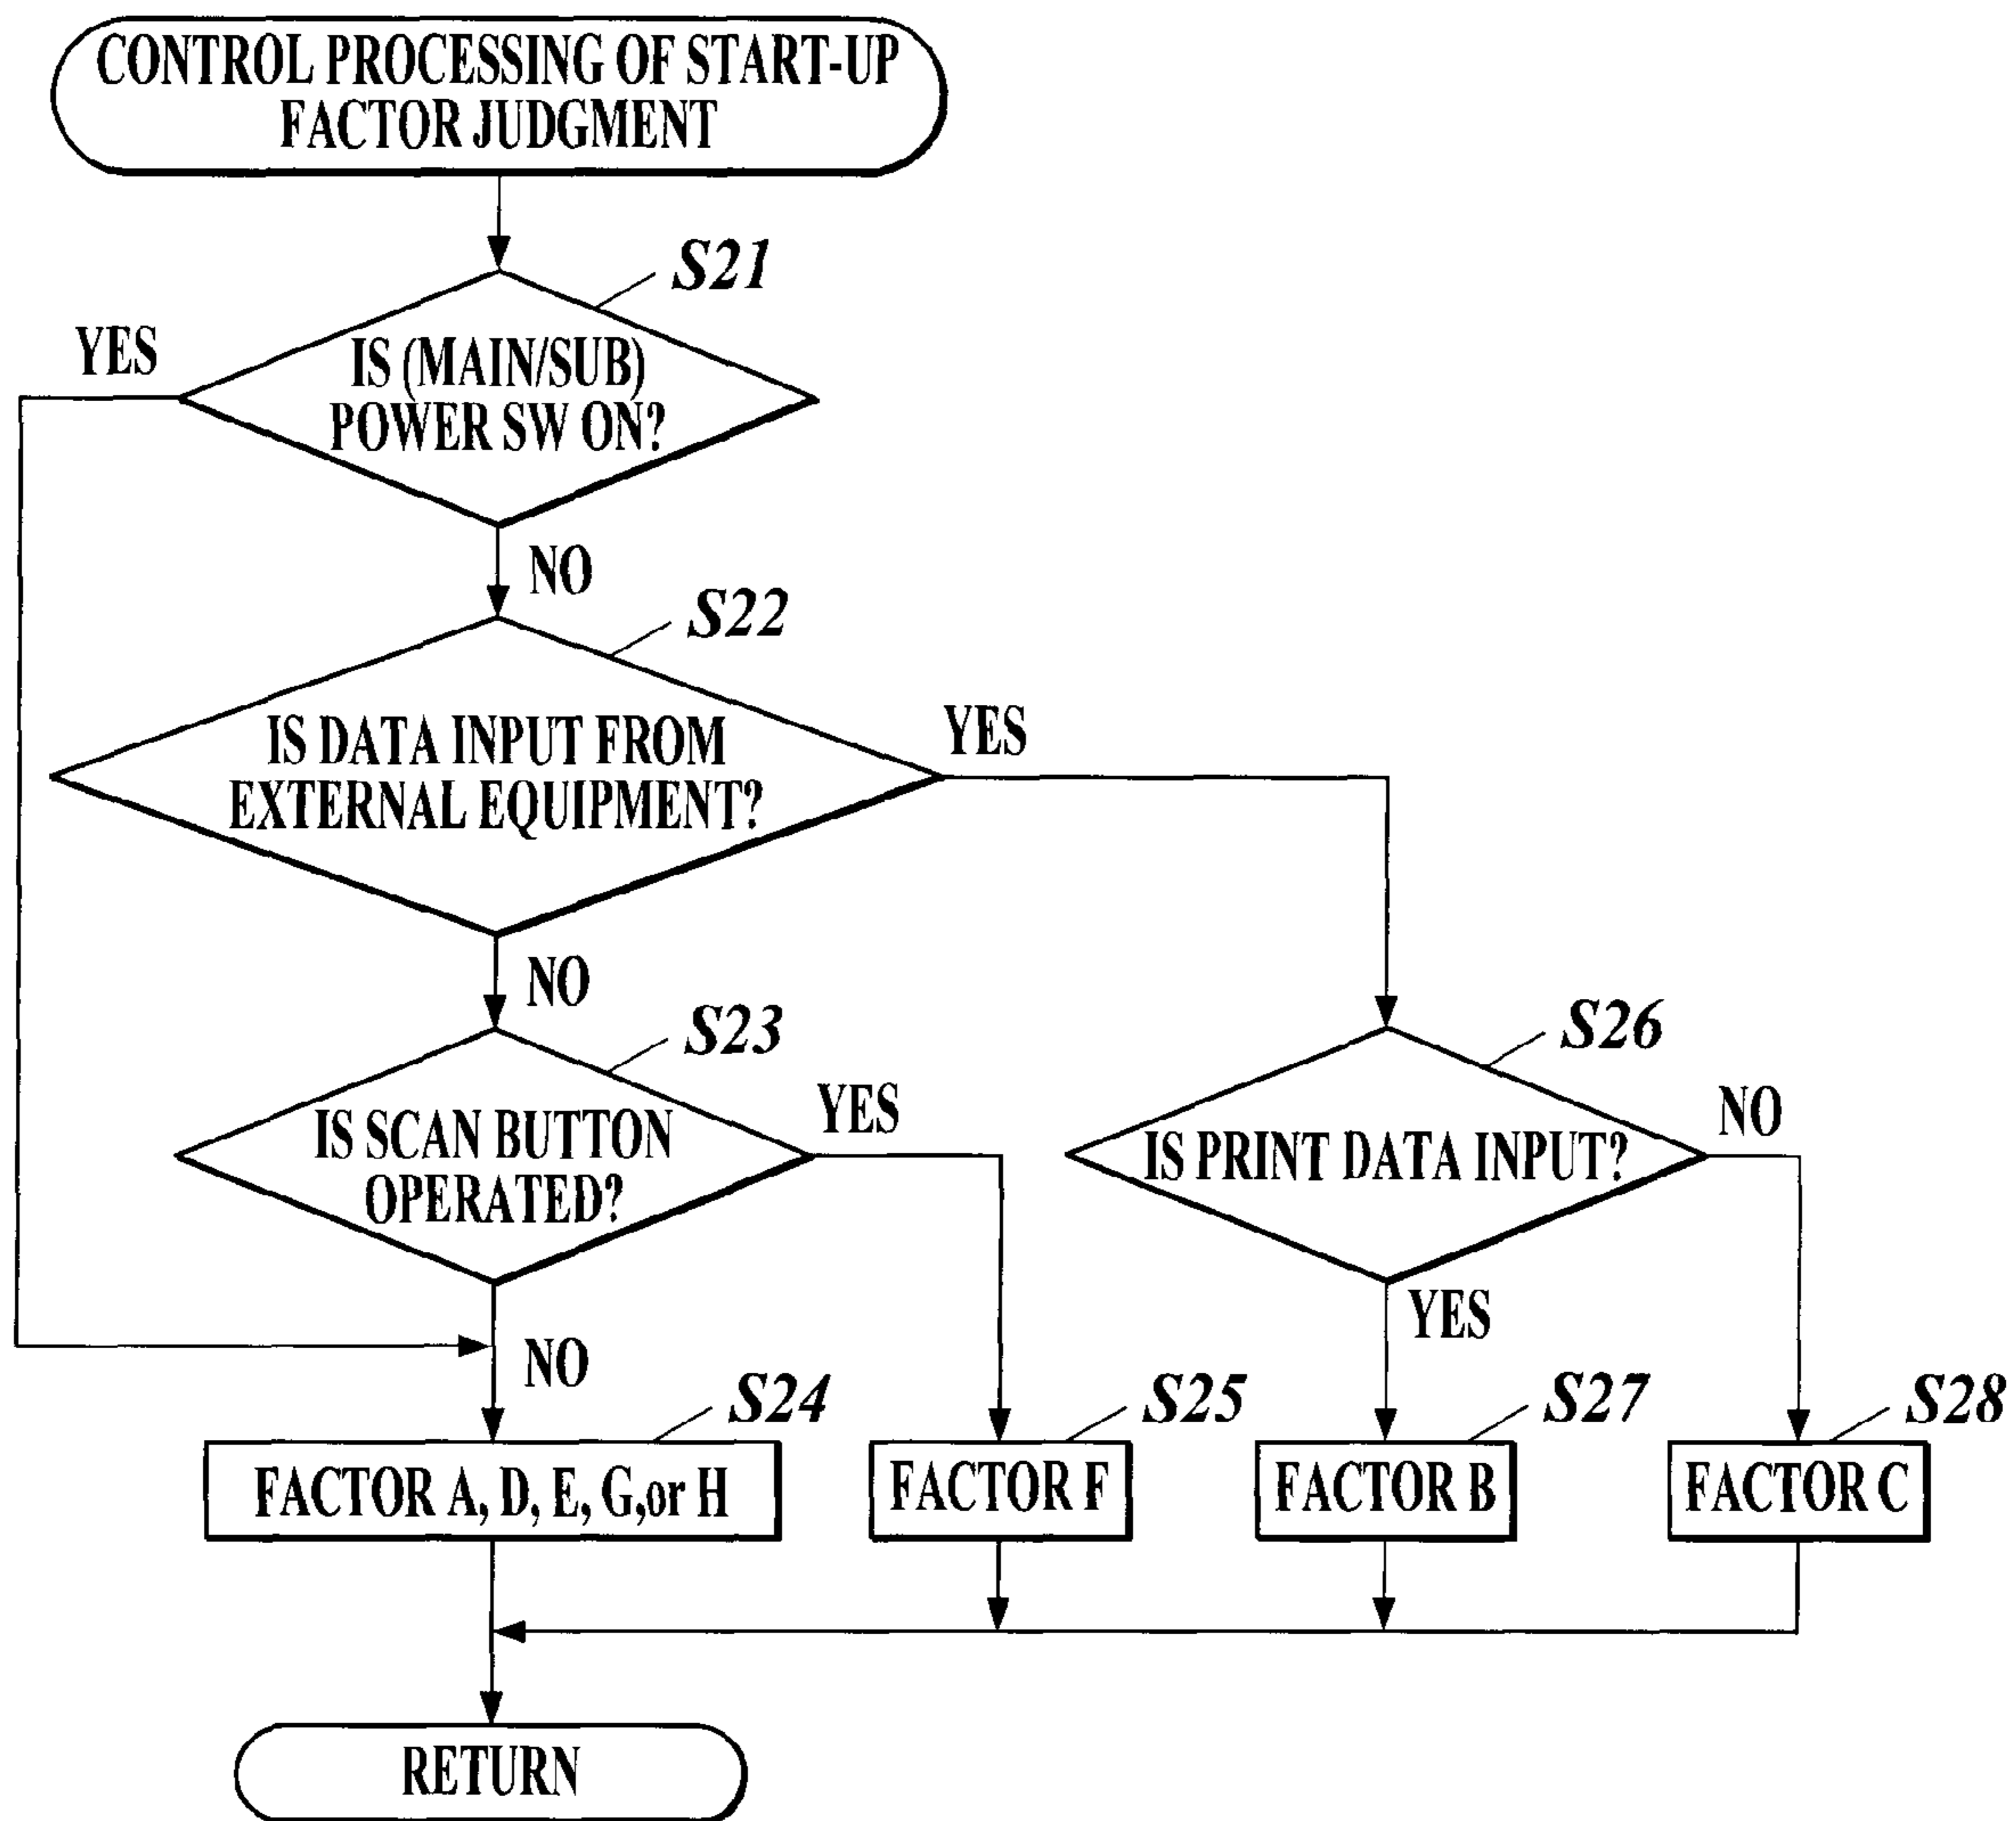 CONTROL PROCESSING OF START-UP
FACTOR JUDGMENT
S21
YES
IS (MAIN/SUB)
POWER SW ON?
NO
S22
IS DATA INPUT FROM
EXTERNAL EQUIPMENT?
YES
NO
S23
IS SCAN BUTTON
OPERATED?
YES
S26
IS PRINT DATA INPUT?
NO
NO
YES
S24
FACTOR A, D, E, G,or H
S25
FACTOR F
S27
FACTOR B
S28
FACTOR C
RETURN